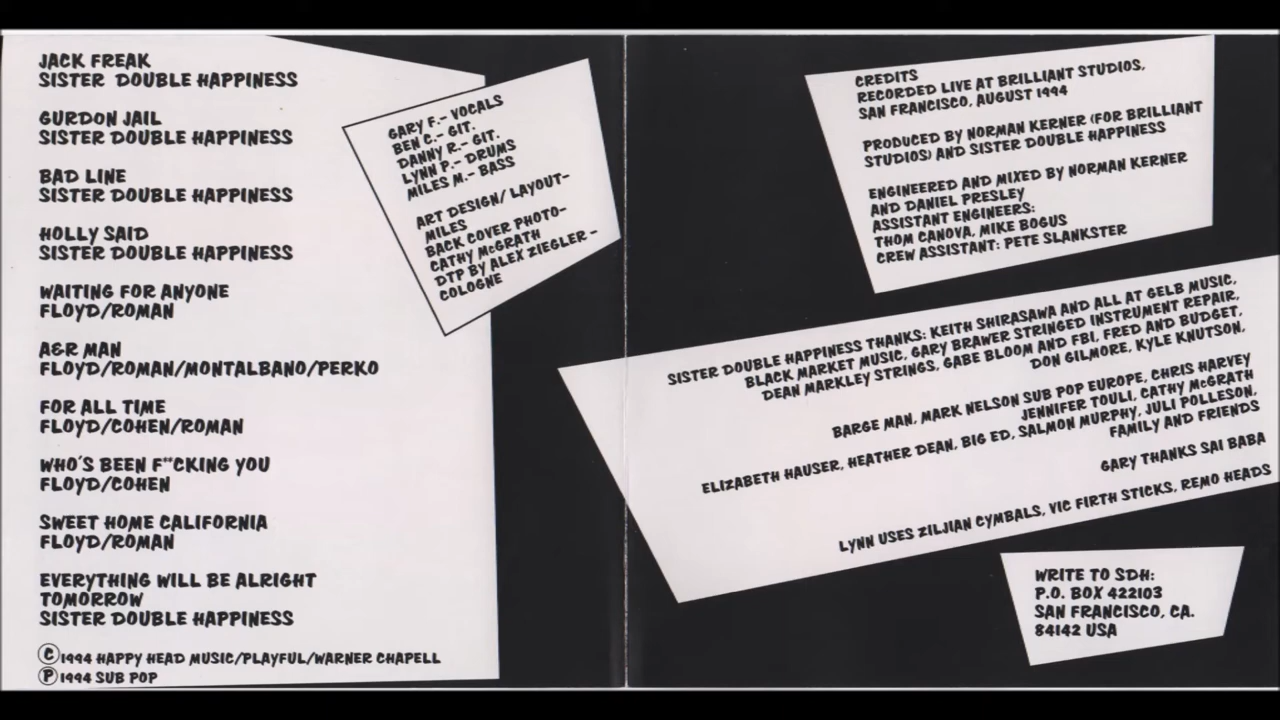 JACK FREAK
SISTER DOUBLE HAPPINESS
GURDON JAIL
SISTER DOUBLE HAPPINESS
BAD LINE
SISTER DOUBLE HAPPINESS
HOLLY SAID
SISTER DOUBLE HAPPINESS
WAITING FOR ANYONE
FLOYD/ROMAN
A&R MAN
FLOYD/ROMAN/MONTALBANO/PERKO
FOR ALL TIME
FLOYD/COHEN/ROMAN
WHO'S BEEN F**CKING YOU
FLOYD/COHEN
SWEET HOME CALIFORNIA
FLOYD/ROMAN
EVERYTHING WILL BE ALRIGHT
TOMORROW
SISTER DOUBLE HAPPINESS
Ⓒ1994 HAPPY HEAD MUSIC/PLAYFUL/WARNER CHAPELL
Ⓟ1994 SUB POP
GARY F.- VOCALS
BEN C.- GIT.
DANNY R.- GIT.
LYNN P.- DRUMS
MILES M.- BASS
ART DESIGN/ LAYOUT-
MILES
BACK COVER PHOTO-
CATHY McGRATH
DTP BY ALEX ZIEGLER -
COLOGNE
CREDITS
RECORDED LIVE AT BRILLIANT STUDIOS,
SAN FRANCISCO, AUGUST 1994
PRODUCED BY NORMAN KERNER (FOR BRILLIANT
STUDIOS) AND SISTER DOUBLE HAPPINESS
ENGINEERED AND MIXED BY NORMAN KERNER
AND DANIEL PRESLEY
ASSISTANT ENGINEERS:
THOM CANOVA, MIKE BOGUS
CREW ASSISTANT: PETE SLANKSTER
SISTER DOUBLE HAPPINESS THANKS: KEITH SHIRASAWA AND ALL AT GELB MUSIC,
BLACK MARKET MUSIC, GARY BRAWER STRINGED INSTRUMENT REPAIR,
DEAN MARKLEY STRINGS, GABE BLOOM AND FBI, FRED AND BUDGET,
DON GILMORE, KYLE KNUTSON,
BARGE MAN, MARK NELSON SUB POP EUROPE, CHRIS HARVEY
JENNIFER TOULI, CATHY McGRATH
ELIZABETH HAUSER, HEATHER DEAN, BIG ED, SALMON MURPHY, JULI POLLESON,
FAMILY AND FRIENDS
GARY THANKS SAI BABA
LYNN USES ZILJIAN CYMBALS, VIC FIRTH STICKS, REMO HEADS
WRITE TO SDH:
P.O. BOX 422103
SAN FRANCISCO, CA.
84142 USA